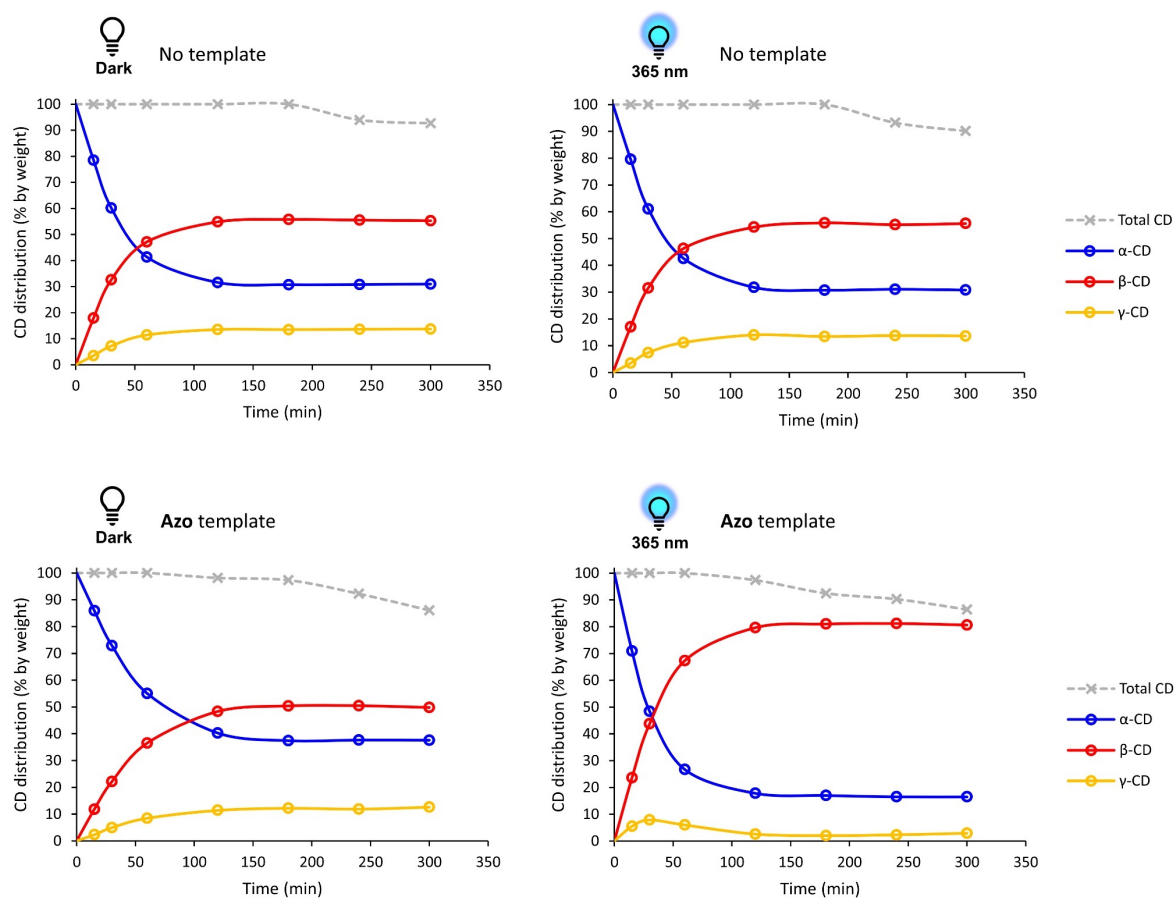 Dark
No template
CD distribution (% by weight)
100
90
80
70
60
50
40
30
20
10
0
0 50 100 150 200 250 300 350
Time (min)
365 nm
No template
CD distribution (% by weight)
100
90
80
70
60
50
40
30
20
10
0
0 50 100 150 200 250 300 350
Time (min)
Total CD
α-CD
β-CD
γ-CD
Dark
Azo template
CD distribution (% by weight)
100
90
80
70
60
50
40
30
20
10
0
0 50 100 150 200 250 300 350
Time (min)
365 nm
Azo template
CD distribution (% by weight)
100
90
80
70
60
50
40
30
20
10
0
0 50 100 150 200 250 300 350
Time (min)
Total CD
α-CD
β-CD
γ-CD